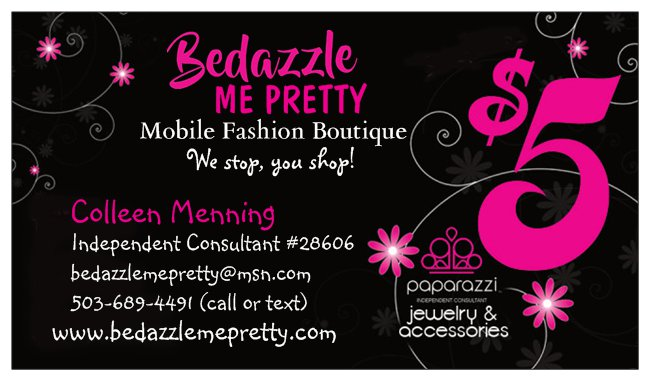 Bedazzle
ME PRETTY
Mobile Fashion Boutique
We stop, you shop!
$5
Colleen Menning
Independent Consultant #28606
bedazzlemepretty@msn.com
503-689-4491 (call or text)
www.bedazzlemepretty.com
paparazzi
INDEPENDENT CONSULTANT
jewelry &
accessories